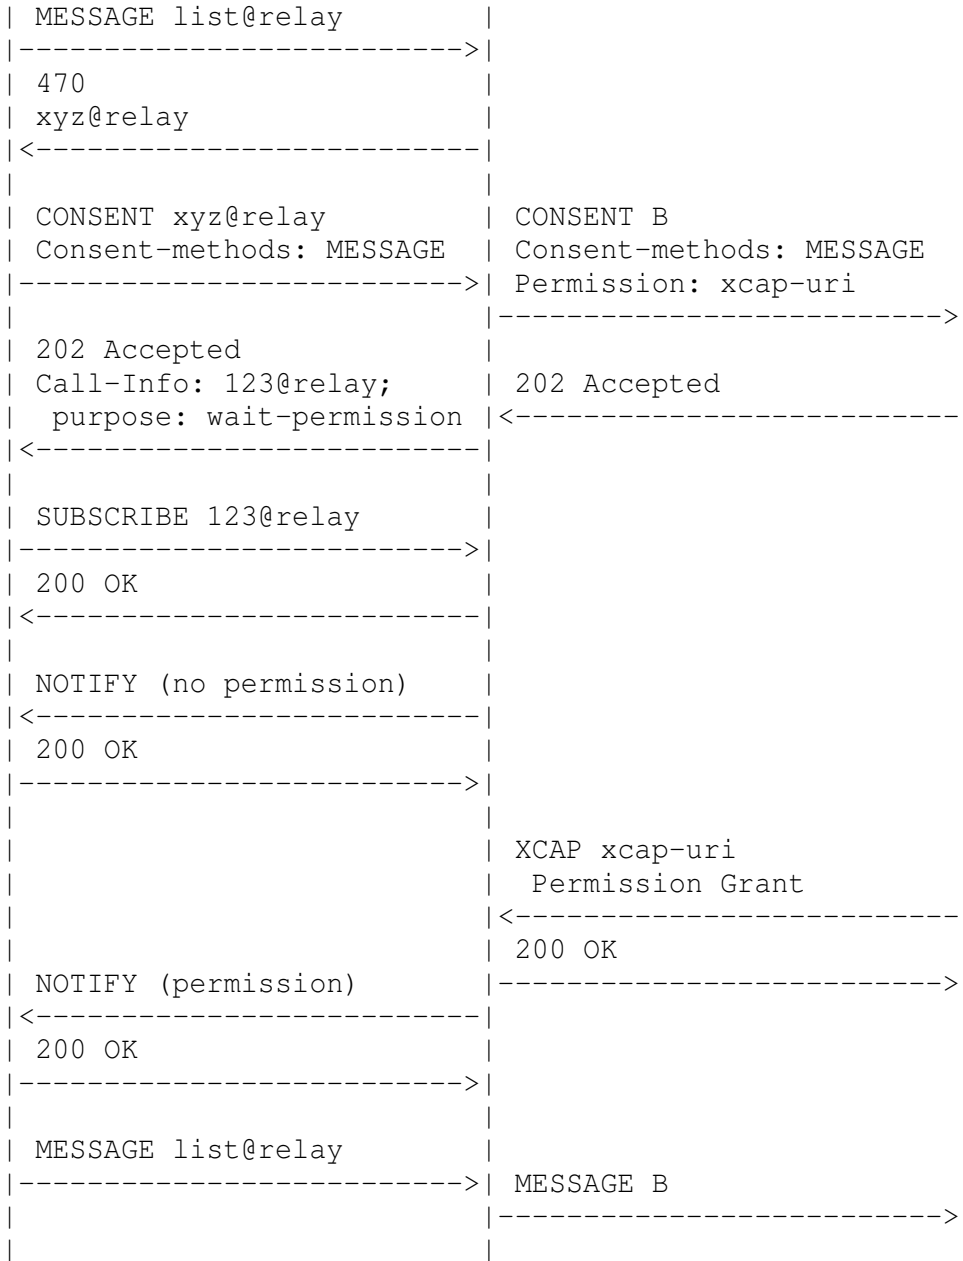 | MESSAGE list@relay        |
|-------------------------->|
| 470                       |
| xyz@relay                 |
|<--------------------------|
|                           |
| CONSENT xyz@relay         | CONSENT B
| Consent-methods: MESSAGE  | Consent-methods: MESSAGE
|-------------------------->| Permission: xcap-uri
|                           |-------------------------->
| 202 Accepted              |
| Call-Info: 123@relay;     | 202 Accepted
|  purpose: wait-permission |<--------------------------
|<--------------------------|
|                           |
| SUBSCRIBE 123@relay       |
|-------------------------->|
| 200 OK                    |
|<--------------------------|
|                           |
| NOTIFY (no permission)    |
|<--------------------------|
| 200 OK                    |
|-------------------------->|
|                           |
|                           | XCAP xcap-uri
|                           |  Permission Grant
|                           |<--------------------------
|                           | 200 OK
| NOTIFY (permission)       |-------------------------->
|<--------------------------|
| 200 OK                    |
|-------------------------->|
|                           |
| MESSAGE list@relay        |
|-------------------------->| MESSAGE B
|                           |-------------------------->
|                           |